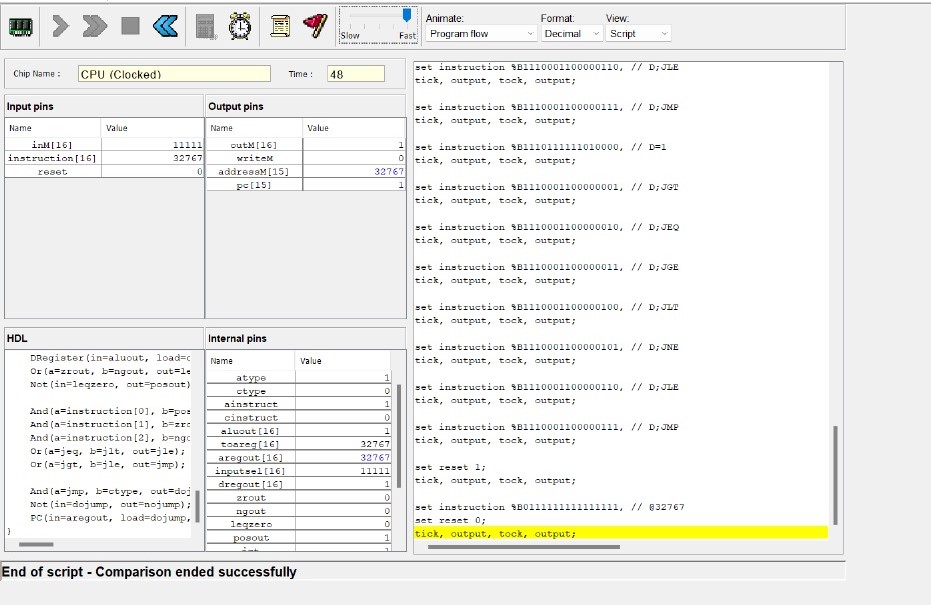 Slow Fast
Animate: Format: View:
Program flow Decimal Script
Chip Name : CPU (Clocked) Time : 48
Input pins
Name Value
inM[16] 11111
instruction[16] 32767
reset 0
Output pins
Name Value
outM[16] 1
writeM 0
addressM[15] 32767
pc[15] 1
HDL
DRegister(in=aluout, load=c
Or(a=zrout, b=ngout, out=le
Not(in=leqzero, out=posout)
And(a=instruction[0], b=pos
And(a=instruction[1], b=zro
And(a=instruction[2], b=ngo
Or(a=jeq, b=jlt, out=jle);
Or(a=jgt, b=jle, out=jmp);
And(a=jmp, b=ctype, out=doj
Not(in=dojump, out=nojump);
PC(in=aregout, load=dojump,
}
Internal pins
Name Value
atype 1
ctype 0
ainstruct 1
cinstruct 0
aluout[16] 1
toareg[16] 32767
aregout[16] 32767
inputsel[16] 11111
dregout[16] 1
zrout 0
ngout 0
leqzero 0
posout 1
set instruction %B1110001100000110, // D;JLE
tick, output, tock, output;
set instruction %B1110001100000111, // D;JMP
tick, output, tock, output;
set instruction %B1110111111010000, // D=1
tick, output, tock, output;
set instruction %B1110001100000001, // D;JGT
tick, output, tock, output;
set instruction %B1110001100000010, // D;JEQ
tick, output, tock, output;
set instruction %B1110001100000011, // D;JGE
tick, output, tock, output;
set instruction %B1110001100000100, // D;JLT
tick, output, tock, output;
set instruction %B1110001100000101, // D;JNE
tick, output, tock, output;
set instruction %B1110001100000110, // D;JLE
tick, output, tock, output;
set instruction %B1110001100000111, // D;JMP
tick, output, tock, output;
set reset 1;
tick, output, tock, output;
set instruction %B0111111111111111, // @32767
set reset 0;
tick, output, tock, output;
End of script - Comparison ended successfully